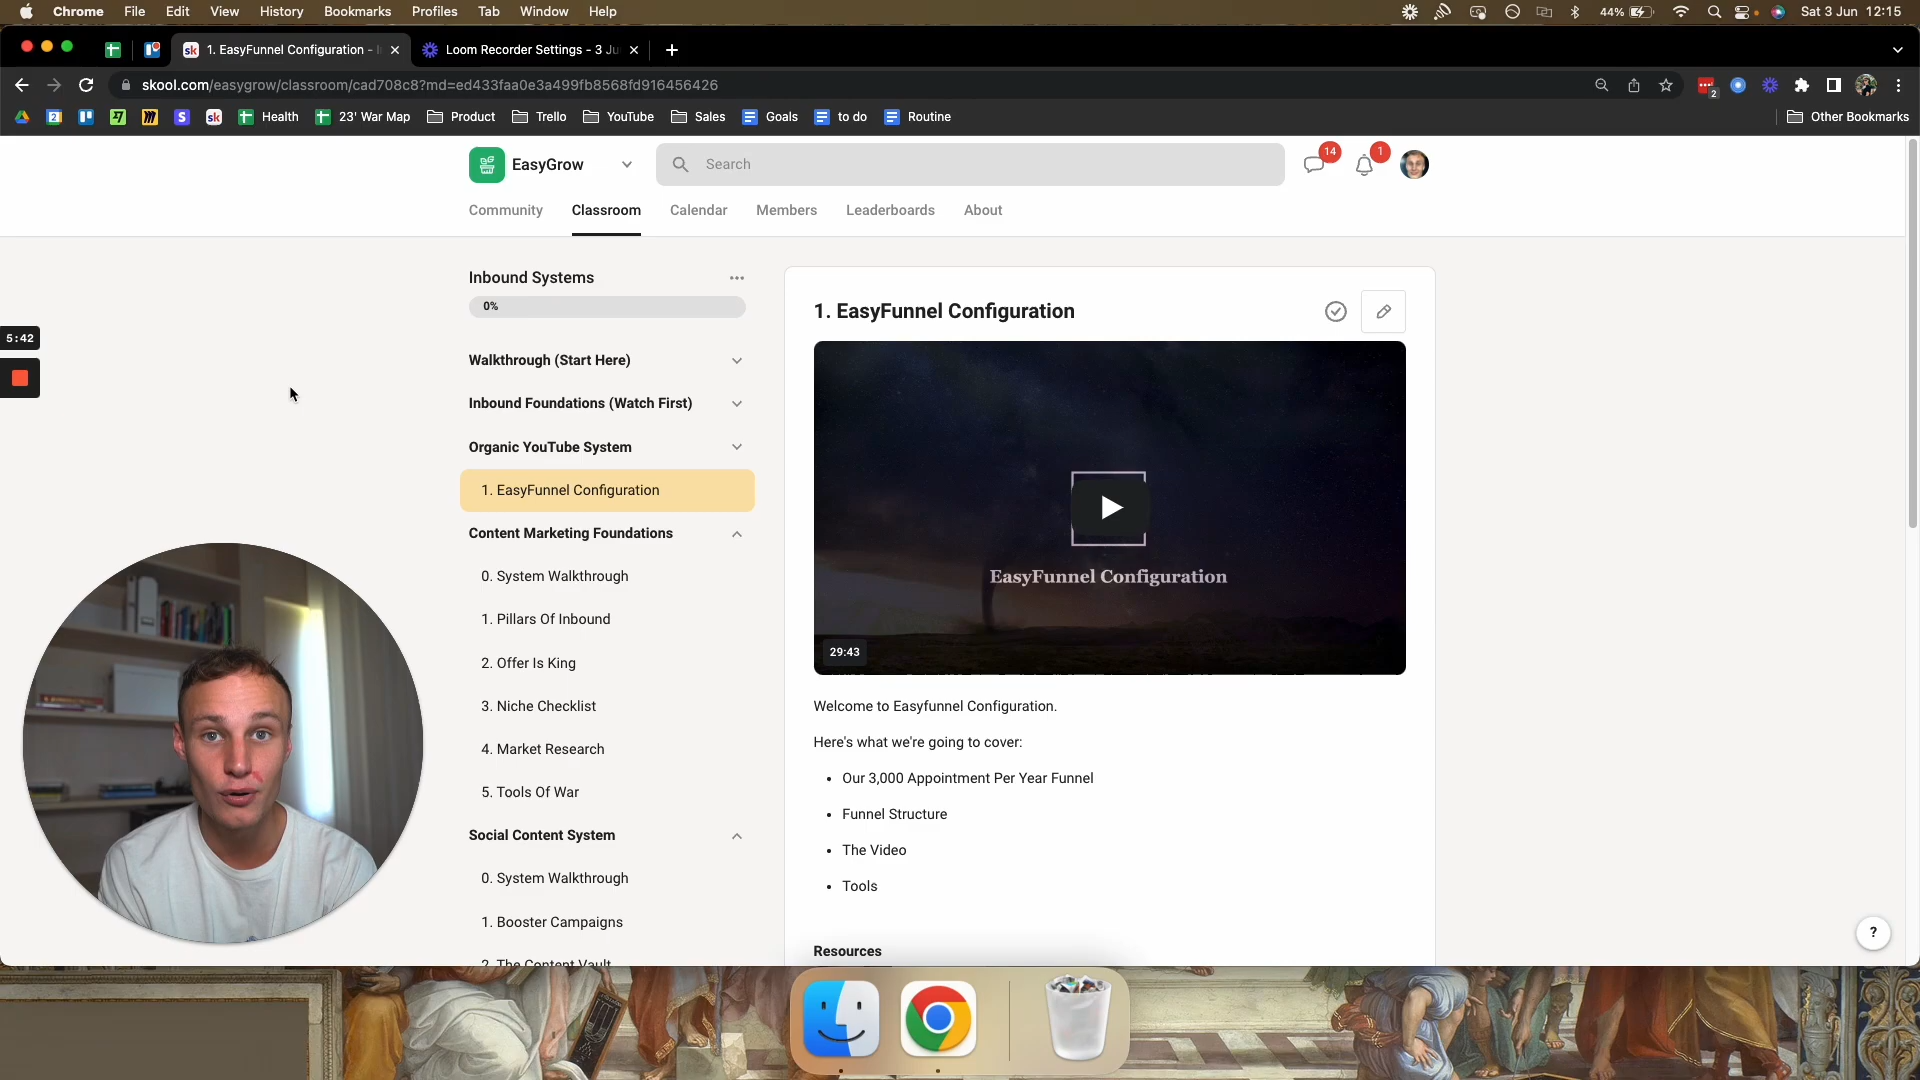 Chrome File Edit View History Bookmarks Profiles Tab Window Help 44% Sat 3 Jun 12:15
1. EasyFunnel Configuration - Loom Recorder Settings - 3 Ju
skool.com/easygrow/classroom/cad708c8?md=ed433faa0e3a499fb8568fd916456426 2
2 sk Health 23' War Map Product Trello YouTube Sales Goals to do Routine Other Bookmarks
EasyGrow Search 14 1
Community Classroom Calendar Members Leaderboards About
Inbound Systems
0%
5:42
Walkthrough (Start Here)
Inbound Foundations (Watch First)
Organic YouTube System
1. EasyFunnel Configuration
Content Marketing Foundations
0. System Walkthrough
1. Pillars Of Inbound
2. Offer Is King
3. Niche Checklist
4. Market Research
5. Tools Of War
Social Content System
0. System Walkthrough
1. Booster Campaigns
2. The Content Vault
1. EasyFunnel Configuration
EasyFunnel Configuration
29:43
Welcome to Easyfunnel Configuration.
Here's what we're going to cover:
• Our 3,000 Appointment Per Year Funnel
• Funnel Structure
• The Video
• Tools
Resources
?